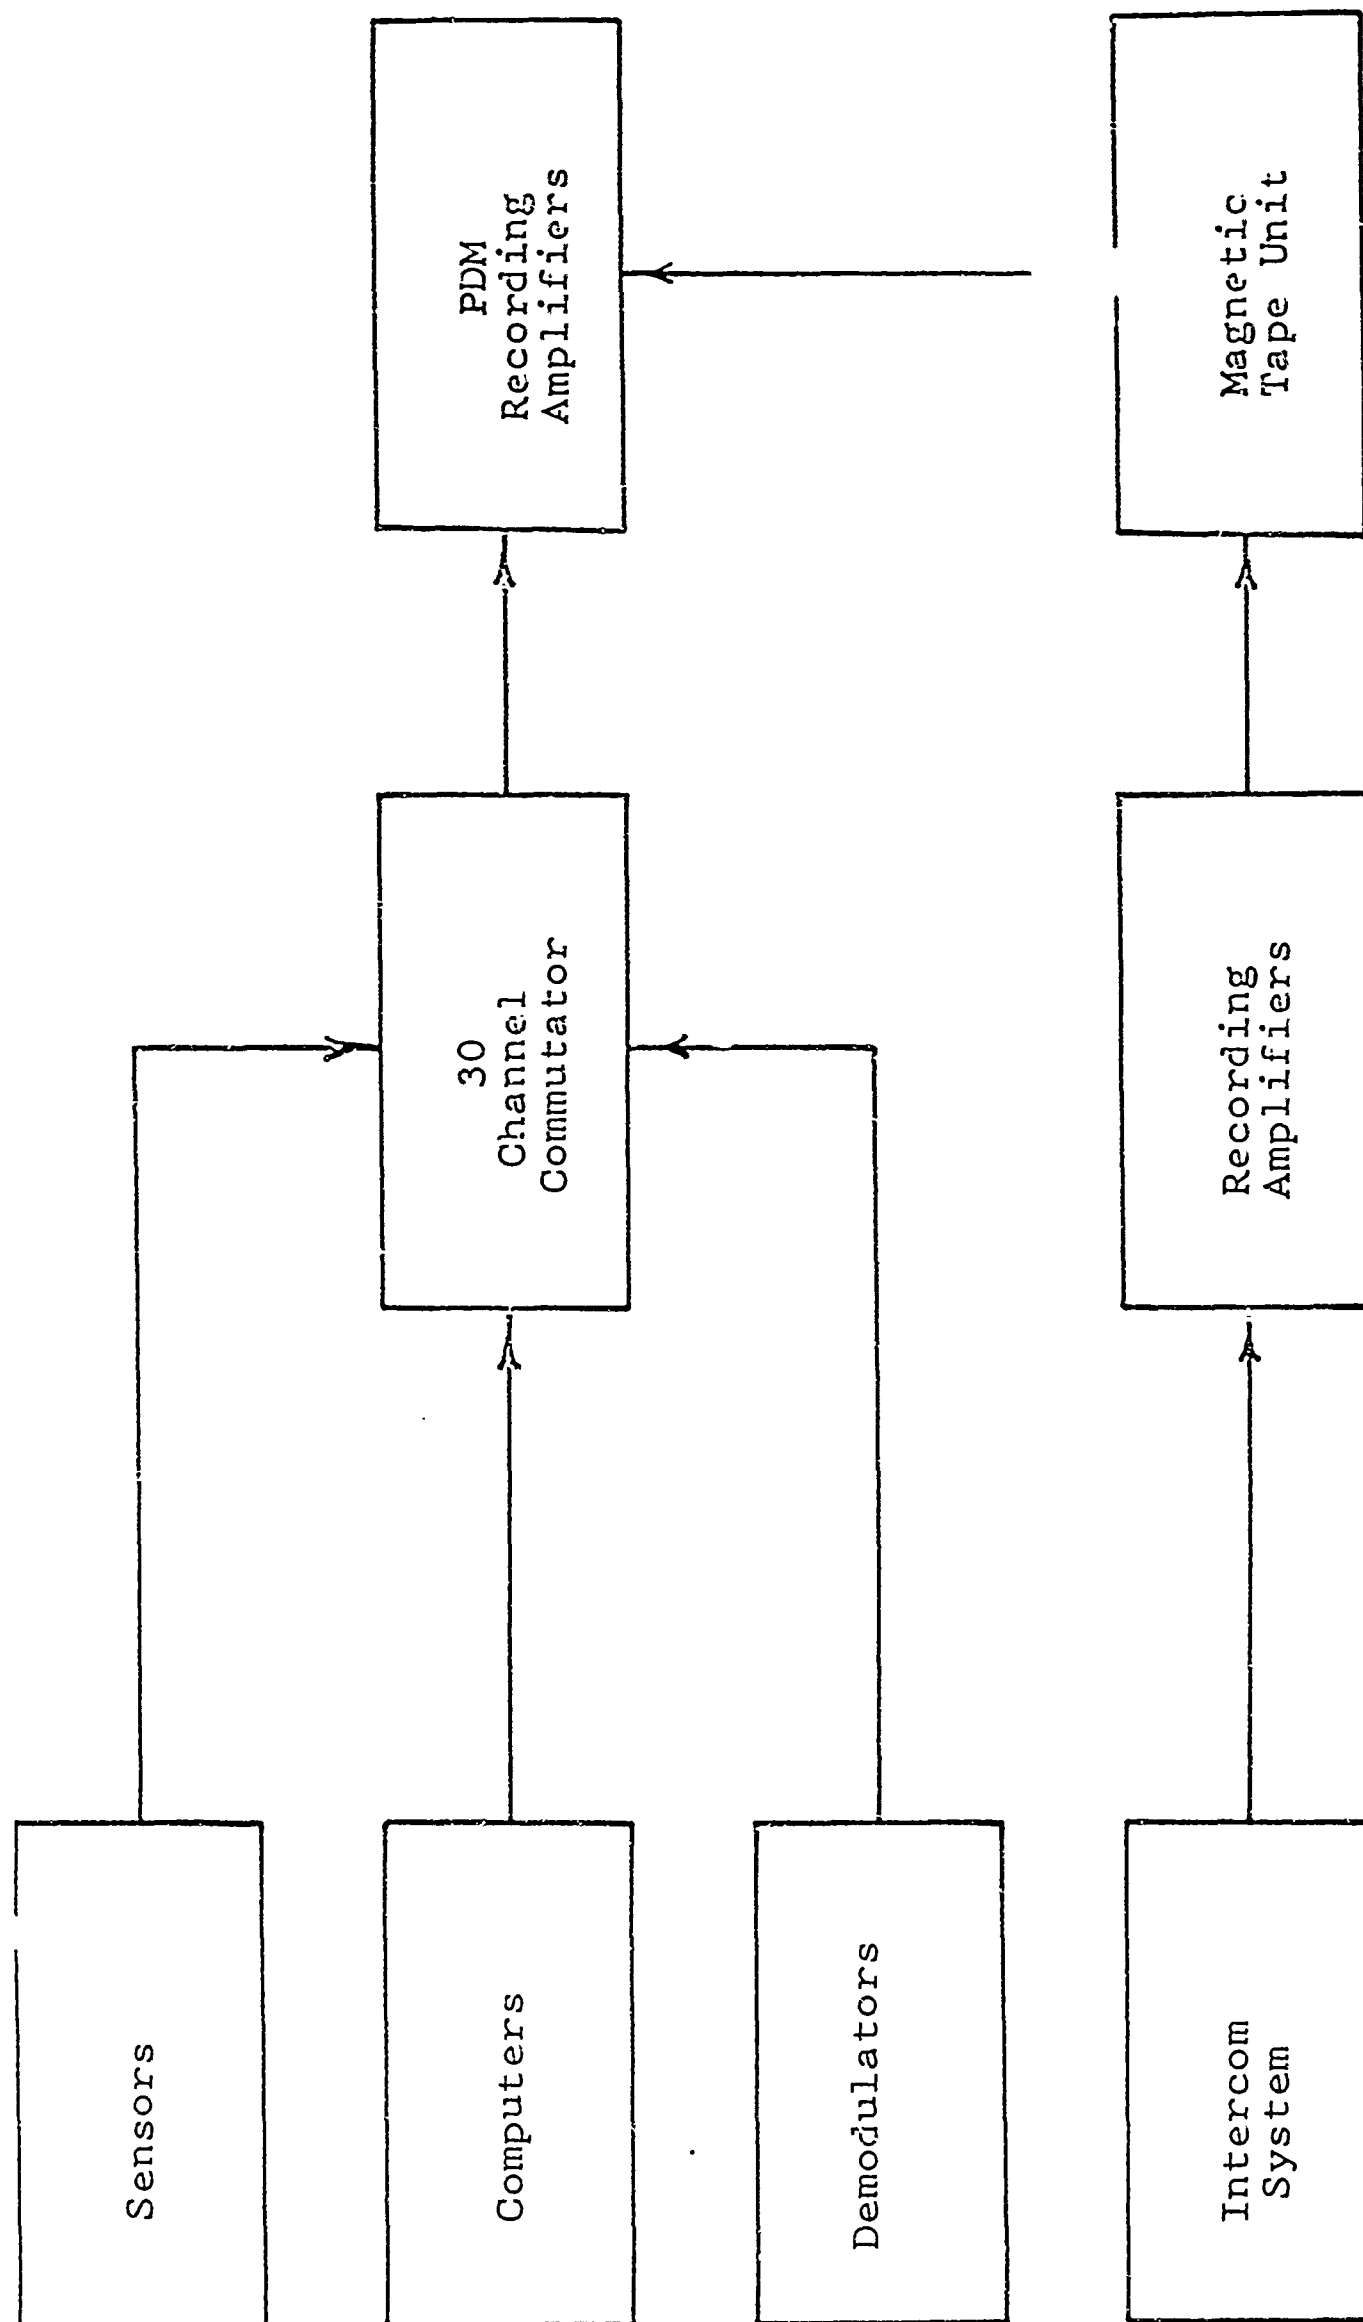 Sensors
Computers
Demodulators
Intercom
System
30
Channel
Commutator
Recording
Amplifiers
PDM
Recording
Amplifiers
Magnetic
Tape Unit